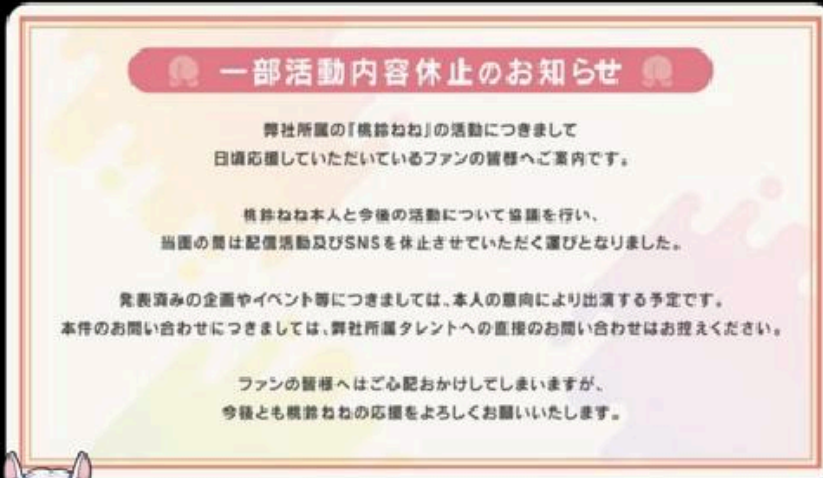 一部活動内容休止のお知らせ
弊社所属の「桃鈴ねね」の活動につきまして
日頃応援していただいているファンの皆様へご案内です。
桃鈴ねね本人と今後の活動について協議を行い、
当面の間は配信活動及びSNSを休止させていただく運びとなりました。
発表済みの企画やイベント等につきましては、本人の意向により出演する予定です。
本件のお問い合わせにつきましては、弊社所属タレントへの直接のお問い合わせはお控えください。
ファンの皆様へはご心配おかけしてしまいますが、
今後とも桃鈴ねねの応援をよろしくお願いいたします。